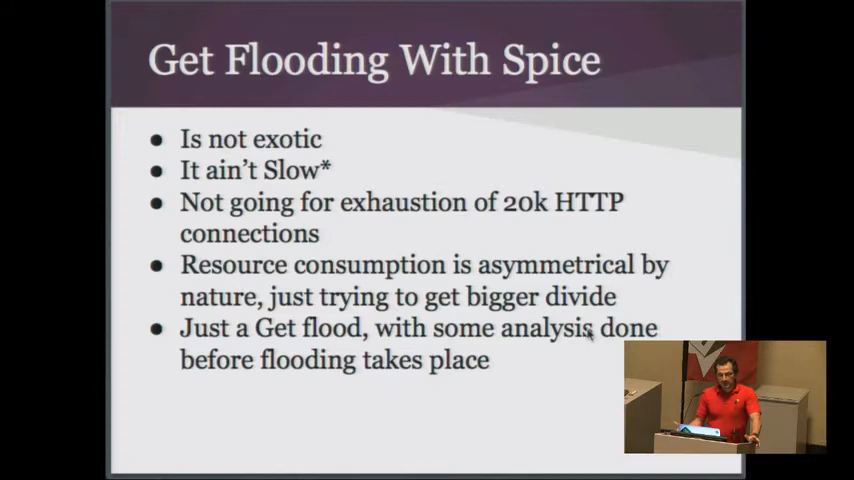 Get Flooding With Spice
● Is not exotic
● It ain't Slow*
● Not going for exhaustion of 20k HTTP
connections
● Resource consumption is asymmetrical by
nature, just trying to get bigger divide
● Just a Get flood, with some analysis done
before flooding takes place